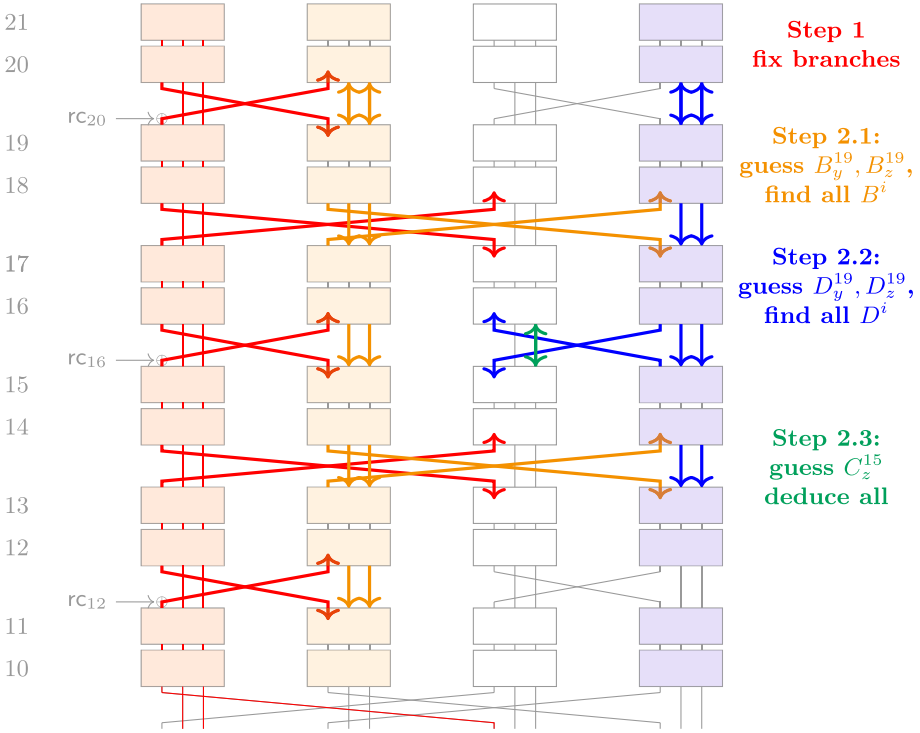 21
Step 1
20
fix branches
rc₂₀
19
Step 2.1:
guess B_y^19, B_z^19,
18
find all B^i
17
Step 2.2:
guess D_y^19, D_z^19,
16
find all D^i
rc₁₆
15
14
Step 2.3:
guess C_z^15
deduce all
13
12
rc₁₂
11
10